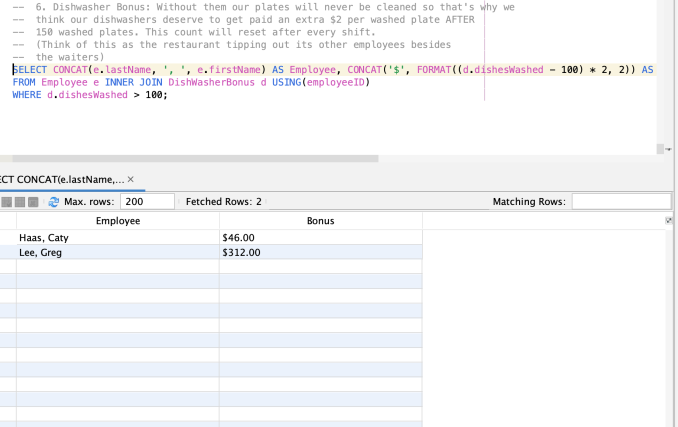 -- 6. Dishwasher Bonus: Without them our plates will never be cleaned so that's why we
-- think our dishwashers deserve to get paid an extra $2 per washed plate AFTER
-- 150 washed plates. This count will reset after every shift.
-- (Think of this as the restaurant tipping out its other employees besides
-- the waiters)
SELECT CONCAT(e.lastName, ', ', e.firstName) AS Employee, CONCAT('$', FORMAT((d.dishesWashed - 100) * 2, 2)) AS
FROM Employee e INNER JOIN DishWasherBonus d USING(employeeID)
WHERE d.dishesWashed > 100;
ECT CONCAT(e.lastName,... ×
Max. rows: 200 Fetched Rows: 2 Matching Rows:
Employee Bonus
Haas, Caty $46.00
Lee, Greg $312.00